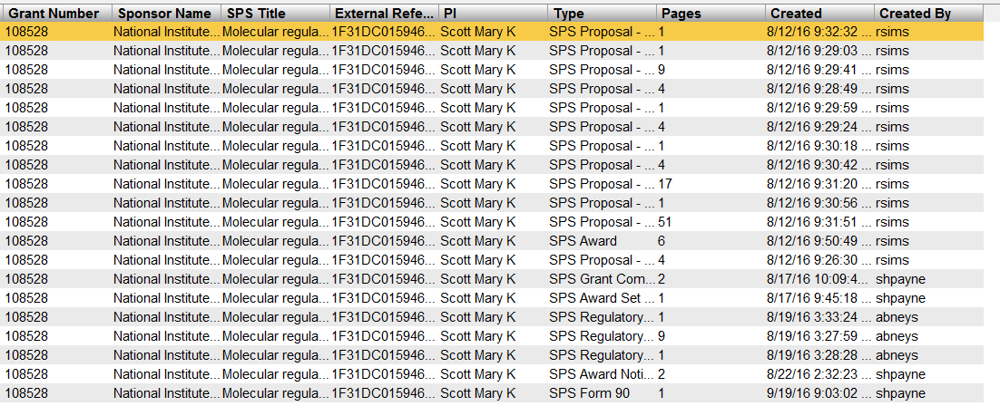 Grant Number Sponsor Name SPS Title External Refe... PI Type Pages Created Created By
108528 National Institute... Molecular regula... 1F31DC015946... Scott Mary K SPS Proposal - ... 1 8/12/16 9:32:32 ... rsims
108528 National Institute... Molecular regula... 1F31DC015946... Scott Mary K SPS Proposal - ... 1 8/12/16 9:29:03 ... rsims
108528 National Institute... Molecular regula... 1F31DC015946... Scott Mary K SPS Proposal - ... 9 8/12/16 9:29:41 ... rsims
108528 National Institute... Molecular regula... 1F31DC015946... Scott Mary K SPS Proposal - ... 4 8/12/16 9:28:49 ... rsims
108528 National Institute... Molecular regula... 1F31DC015946... Scott Mary K SPS Proposal - ... 1 8/12/16 9:29:59 ... rsims
108528 National Institute... Molecular regula... 1F31DC015946... Scott Mary K SPS Proposal - ... 4 8/12/16 9:29:24 ... rsims
108528 National Institute... Molecular regula... 1F31DC015946... Scott Mary K SPS Proposal - ... 1 8/12/16 9:30:18 ... rsims
108528 National Institute... Molecular regula... 1F31DC015946... Scott Mary K SPS Proposal - ... 4 8/12/16 9:30:42 ... rsims
108528 National Institute... Molecular regula... 1F31DC015946... Scott Mary K SPS Proposal - ... 17 8/12/16 9:31:20 ... rsims
108528 National Institute... Molecular regula... 1F31DC015946... Scott Mary K SPS Proposal - ... 1 8/12/16 9:30:56 ... rsims
108528 National Institute... Molecular regula... 1F31DC015946... Scott Mary K SPS Proposal - ... 51 8/12/16 9:31:51 ... rsims
108528 National Institute... Molecular regula... 1F31DC015946... Scott Mary K SPS Award 6 8/12/16 9:50:49 ... rsims
108528 National Institute... Molecular regula... 1F31DC015946... Scott Mary K SPS Proposal - ... 4 8/12/16 9:26:30 ... rsims
108528 National Institute... Molecular regula... 1F31DC015946... Scott Mary K SPS Grant Com... 2 8/17/16 10:09:4... shpayne
108528 National Institute... Molecular regula... 1F31DC015946... Scott Mary K SPS Award Set ... 1 8/17/16 9:45:18 ... shpayne
108528 National Institute... Molecular regula... 1F31DC015946... Scott Mary K SPS Regulatory... 1 8/19/16 3:33:24 ... abneys
108528 National Institute... Molecular regula... 1F31DC015946... Scott Mary K SPS Regulatory... 9 8/19/16 3:27:59 ... abneys
108528 National Institute... Molecular regula... 1F31DC015946... Scott Mary K SPS Regulatory... 1 8/19/16 3:28:28 ... abneys
108528 National Institute... Molecular regula... 1F31DC015946... Scott Mary K SPS Award Noti... 2 8/22/16 2:32:23 ... shpayne
108528 National Institute... Molecular regula... 1F31DC015946... Scott Mary K SPS Form 90 1 9/19/16 9:03:02 ... shpayne